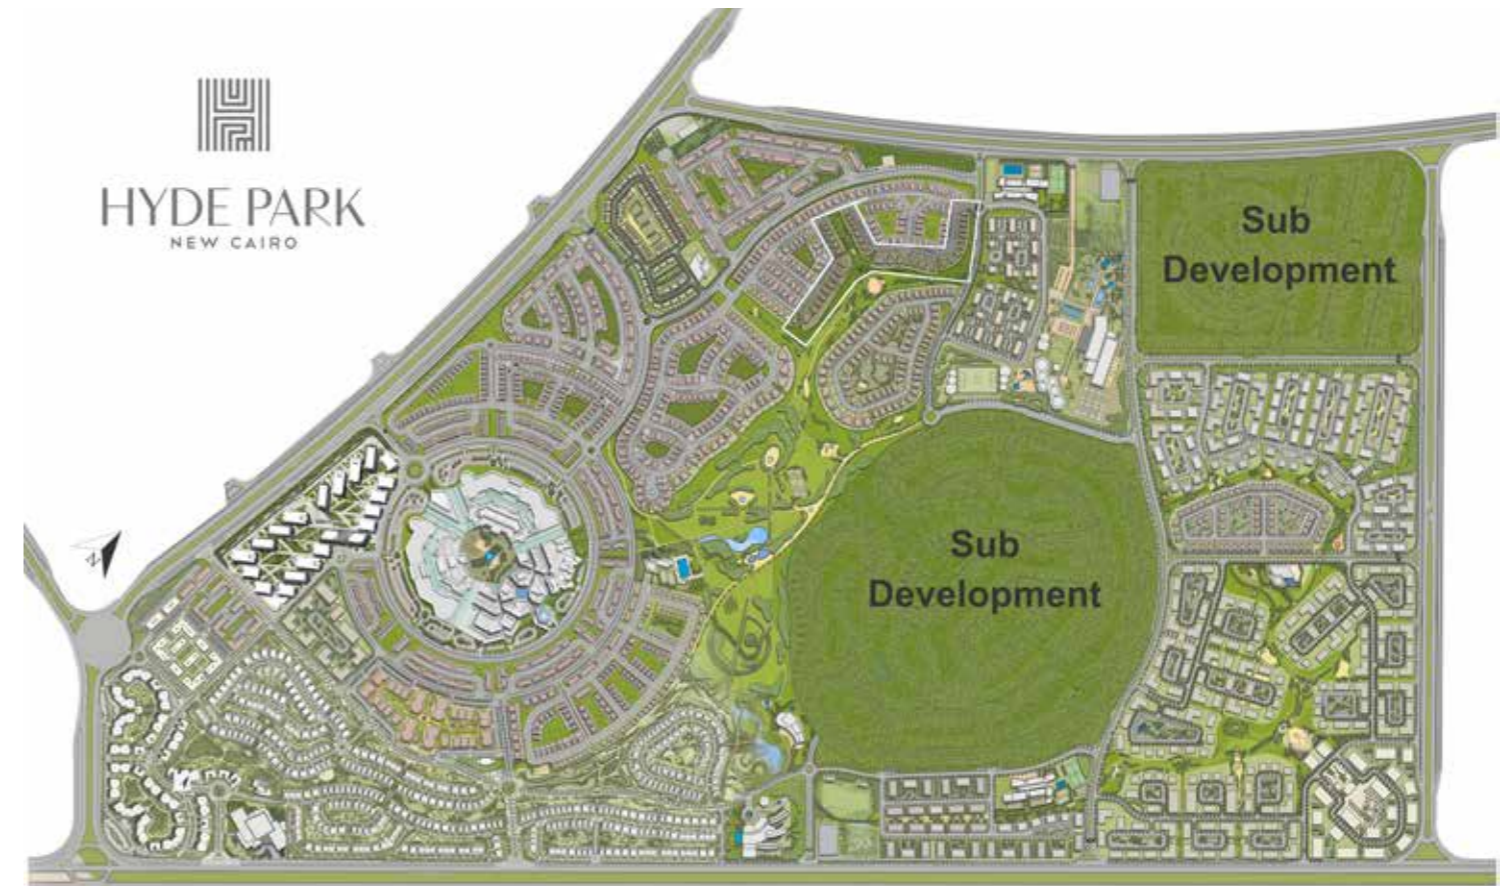 HYDE PARK
NEW CAIRO
Sub
Development
Sub
Development
N